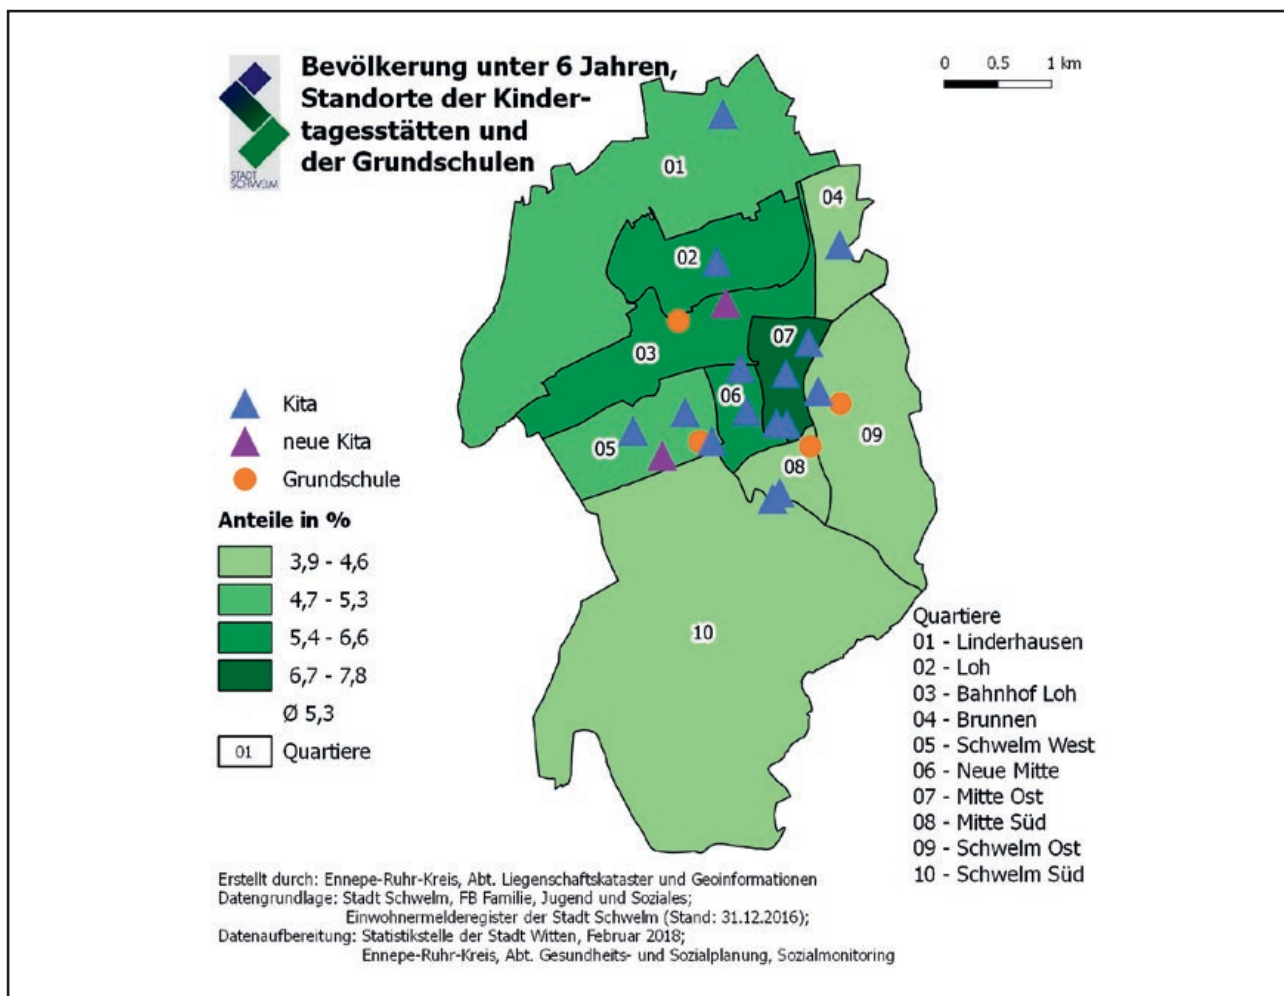 Bevölkerung unter 6 Jahren,
Standorte der Kinder-
tagesstätten und
der Grundschulen
STADT
SCHWELM
0 0.5 1 km
01
04
02
07
03
06
05
09
08
10
Kita
neue Kita
Grundschule
Anteile in %
3,9 - 4,6
4,7 - 5,3
5,4 - 6,6
6,7 - 7,8
Ø 5,3
01 Quartiere
Quartiere
01 - Linderhausen
02 - Loh
03 - Bahnhof Loh
04 - Brunnen
05 - Schwelm West
06 - Neue Mitte
07 - Mitte Ost
08 - Mitte Süd
09 - Schwelm Ost
10 - Schwelm Süd
Erstellt durch: Ennepe-Ruhr-Kreis, Abt. Liegenschaftskataster und Geoinformationen
Datengrundlage: Stadt Schwelm, FB Familie, Jugend und Soziales;
Einwohnermelderegister der Stadt Schwelm (Stand: 31.12.2016);
Datenaufbereitung: Statistikstelle der Stadt Witten, Februar 2018;
Ennepe-Ruhr-Kreis, Abt. Gesundheits- und Sozialplanung, Sozialmonitoring